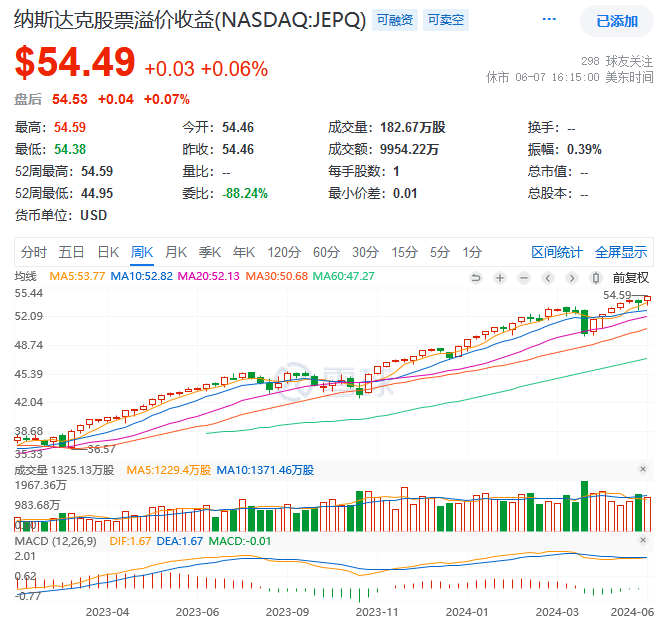 纳斯达克股票溢价收益(NASDAQ:JEPQ) 可融资 可卖空 ··· 已添加
$54.49 +0.03 +0.06%
298 球友关注
休市 06-07 16:15:00 美东时间
盘后 54.53 +0.04 +0.07%
最高: 54.59 今开: 54.46 成交量: 182.67万股 换手: --
最低: 54.38 昨收: 54.46 成交额: 9954.22万 振幅: 0.39%
52周最高: 54.59 量比: -- 每手股数: 1 总市值: --
52周最低: 44.95 委比: -88.24% 最小价差: 0.01 总股本: --
货币单位: USD
分时 五日 日K 周K 月K 季K 年K 120分 60分 30分 15分 5分 1分 区间统计 全屏显示
均线 MA5:53.77 MA10:52.82 MA20:52.13 MA30:50.68 MA60:47.27 前复权
55.44
54.59
52.09
48.74
45.39
雪球
42.04
38.68
36.57
35.33
成交量 1325.13万股 MA5:1229.4万股 MA10:1371.46万股
1967.36万
983.68万
MACD (12,26,9) DIF:1.67 DEA:1.67 MACD:-0.01
2.01
0.62
-0.77
2023-04 2023-06 2023-09 2023-11 2024-01 2024-03 2024-06